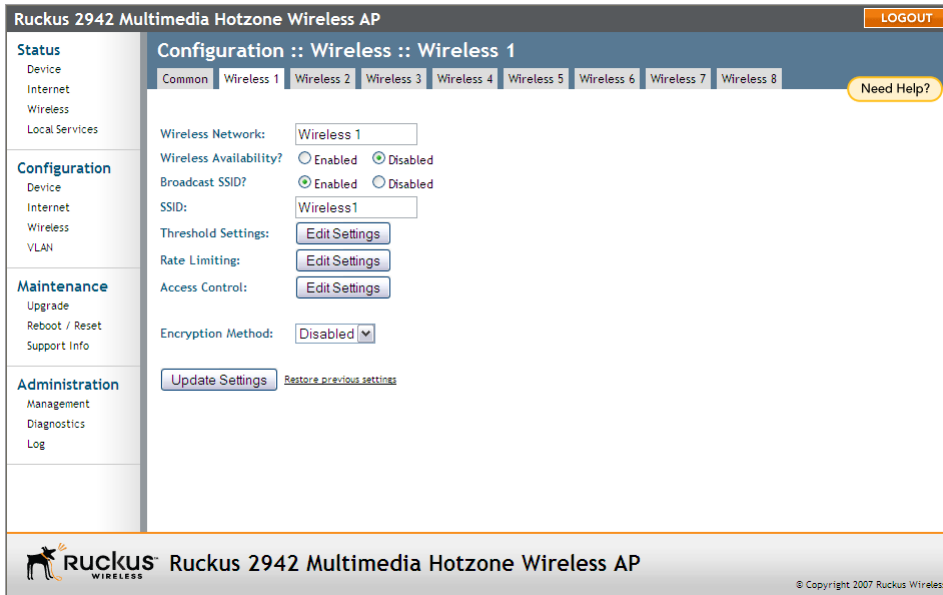 Ruckus 2942 Multimedia Hotzone Wireless AP
LOGOUT
Status
Device
Internet
Wireless
Local Services
Configuration
Device
Internet
Wireless
VLAN
Maintenance
Upgrade
Reboot / Reset
Support Info
Administration
Management
Diagnostics
Log
Configuration :: Wireless :: Wireless 1
Common Wireless 1 Wireless 2 Wireless 3 Wireless 4 Wireless 5 Wireless 6 Wireless 7 Wireless 8
Need Help?
Wireless Network: Wireless 1
Wireless Availability? Enabled Disabled
Broadcast SSID? Enabled Disabled
SSID: Wireless1
Threshold Settings: Edit Settings
Rate Limiting: Edit Settings
Access Control: Edit Settings
Encryption Method: Disabled
Update Settings Restore previous settings
Ruckus WIRELESS Ruckus 2942 Multimedia Hotzone Wireless AP
© Copyright 2007 Ruckus Wireles